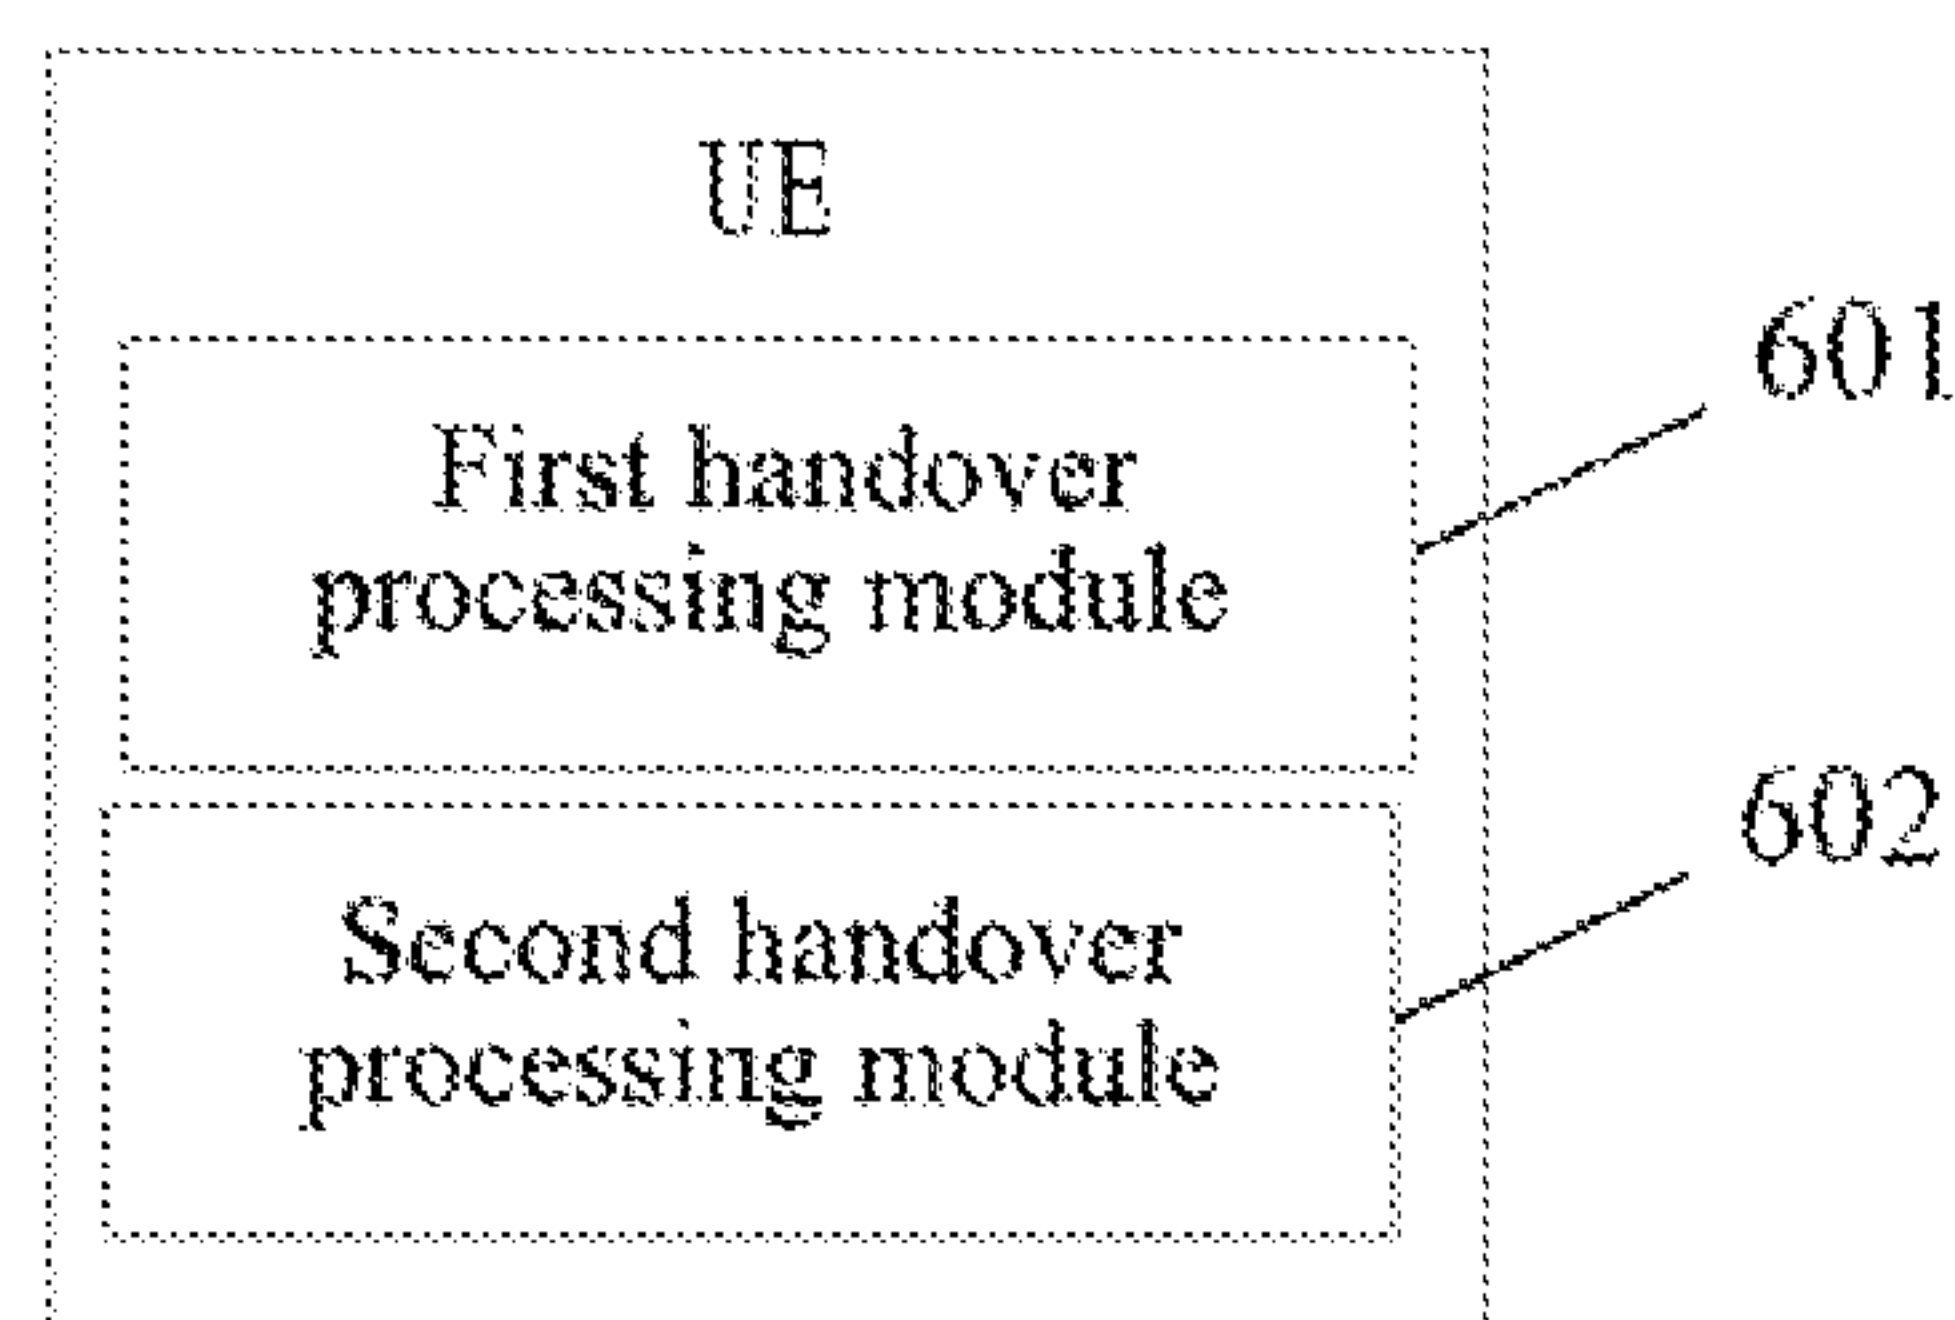 UE
601
First handover
processing module
602
Second handover
processing module